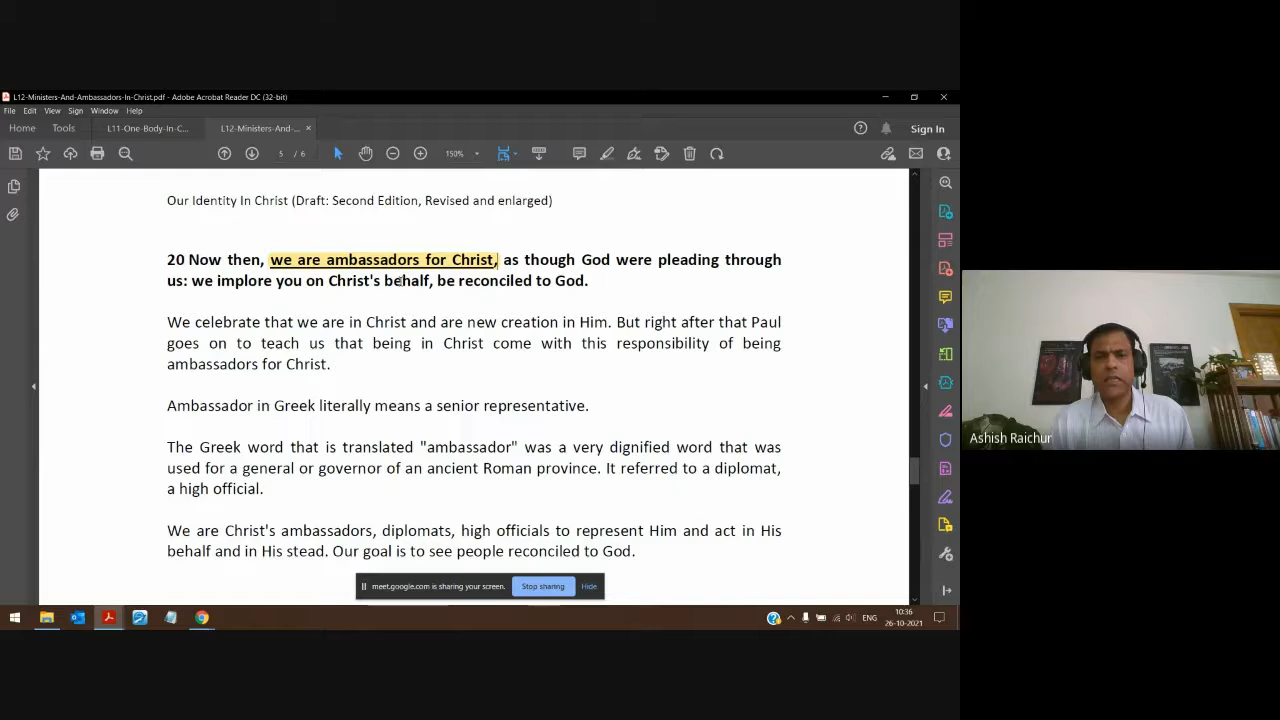 L12-Ministers-And-Ambassadors-In-Christ.pdf - Adobe Acrobat Reader DC (32-bit)
File Edit View Sign Window Help
Home Tools L11-One-Body-In-C... L12-Ministers-And-... × Sign In
5 / 6 150%
Our Identity In Christ (Draft: Second Edition, Revised and enlarged)
20 Now then, we are ambassadors for Christ, as though God were pleading through
us: we implore you on Christ's behalf, be reconciled to God.
We celebrate that we are in Christ and are new creation in Him. But right after that Paul
goes on to teach us that being in Christ come with this responsibility of being
ambassadors for Christ.
Ambassador in Greek literally means a senior representative.
The Greek word that is translated "ambassador" was a very dignified word that was
used for a general or governor of an ancient Roman province. It referred to a diplomat,
a high official.
We are Christ's ambassadors, diplomats, high officials to represent Him and act in His
behalf and in His stead. Our goal is to see people reconciled to God.
meet.google.com is sharing your screen. Stop sharing Hide
ENG 10:36
26-10-2021
Ashish Raichur